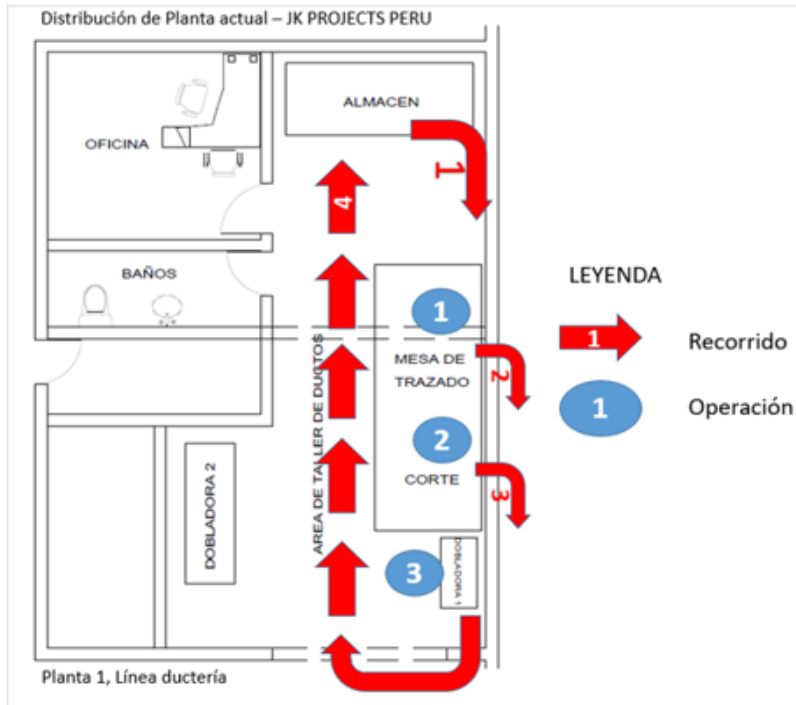 Distribución de Planta actual – JK PROJECTS PERU
ALMACEN
OFICINA
1
4
BAÑOS
LEYENDA
1
1
Recorrido
MESA DE
TRAZADO
2
1
Operación
AREA DE TALLER DE DUCTOS
2
CORTE
3
DOBLADORA 2
3
DOBLADORA 1
Planta 1, Línea ductería